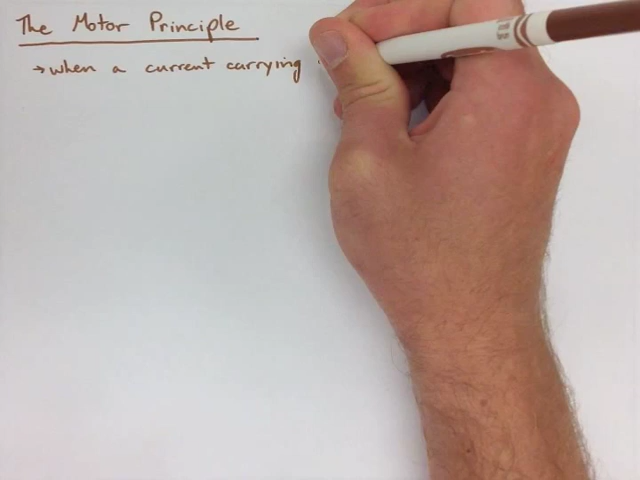 The Motor Principle
→ when a current carrying